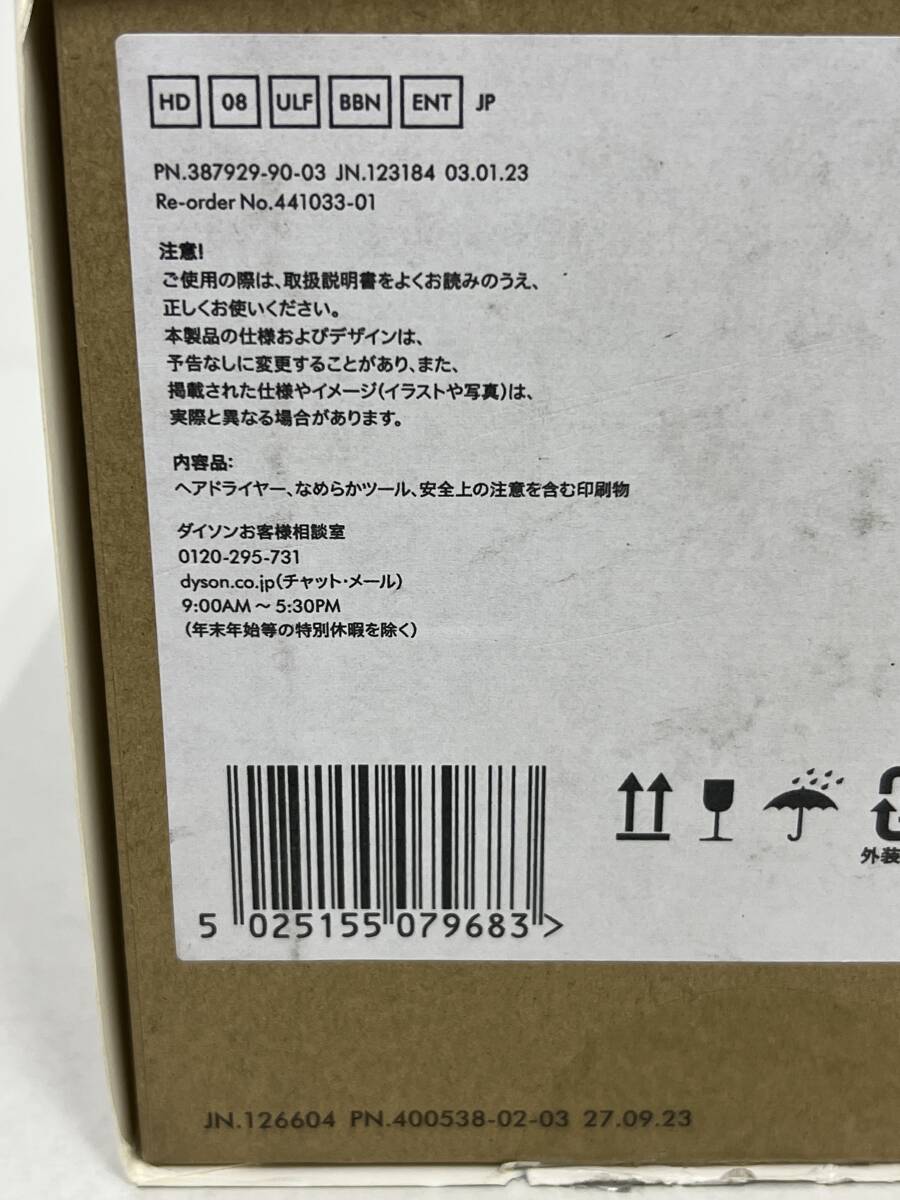 HD 08 ULF BBN ENT JP
PN.387929-90-03 JN.123184 03.01.23
Re-order No.441033-01
注意!
ご使用の際は、取扱説明書をよくお読みのうえ、
正しくお使いください。
本製品の仕様およびデザインは、
予告なしに変更することがあり、また、
掲載された仕様やイメージ(イラストや写真)は、
実際と異なる場合があります。
内容品:
ヘアドライヤー、なめらかツール、安全上の注意を含む印刷物
ダイソンお客様相談室
0120-295-731
dyson.co.jp(チャット・メール)
9:00AM～5:30PM
(年末年始等の特別休暇を除く)
外装
5 025155 079683 >
JN.126604 PN.400538-02-03 27.09.23